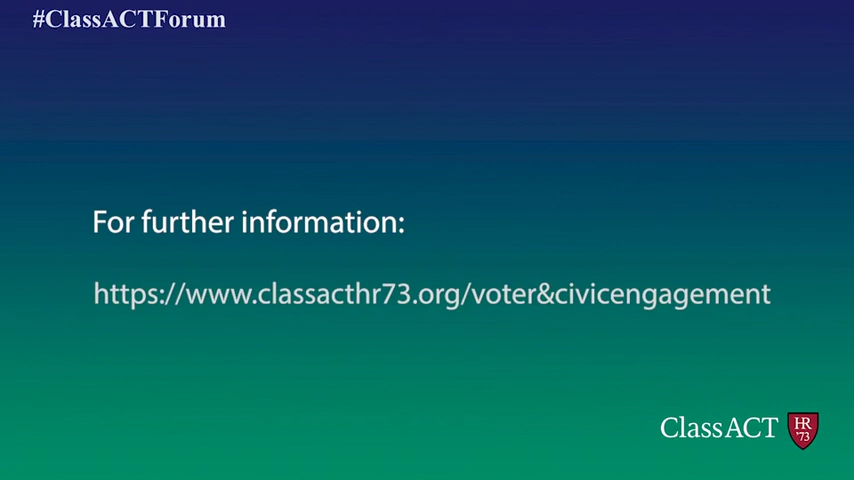 #ClassACTForum
For further information:
https://www.classacthr73.org/voter&civicengagement
ClassACT HR '73